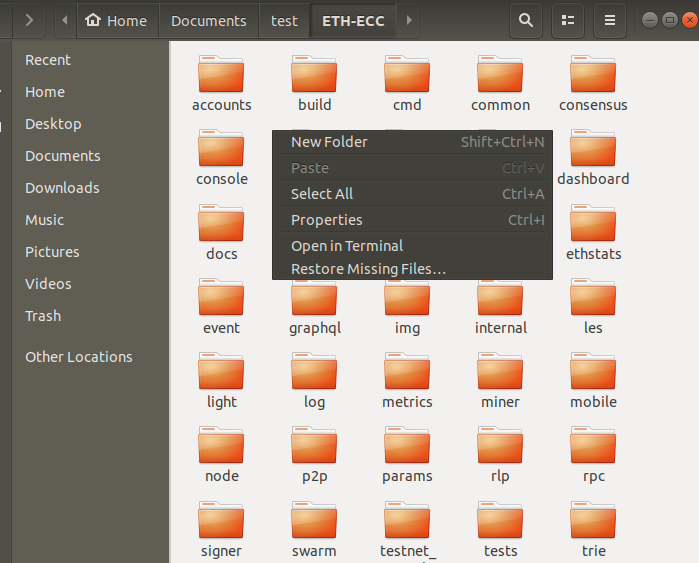 Home Documents test ETH-ECC
Recent
Home
Desktop
Documents
Downloads
Music
Pictures
Videos
Trash
Other Locations
accounts build cmd common consensus
console dashboard
docs ethstats
New Folder Shift+Ctrl+N
Paste Ctrl+V
Select All Ctrl+A
Properties Ctrl+I
Open in Terminal
Restore Missing Files...
event graphql img internal les
light log metrics miner mobile
node p2p params rlp rpc
signer swarm testnet_ tests trie